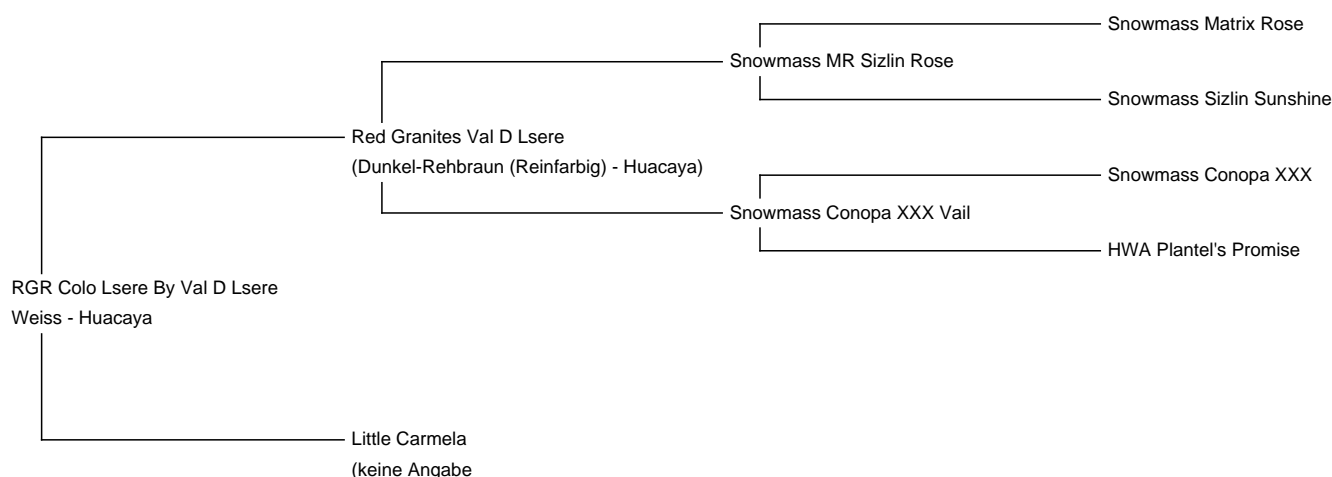 Snowmass Matrix Rose
Snowmass MR Sizlin Rose
Snowmass Sizlin Sunshine
Red Granites Val D Lsere
(Dunkel-Rehbraun (Reinfarbig) - Huacaya)
Snowmass Conopa XXX
Snowmass Conopa XXX Vail
HWA Plantel's Promise
RGR Colo Lsere By Val D Lsere
Weiss - Huacaya
Little Carmela
(keine Angabe